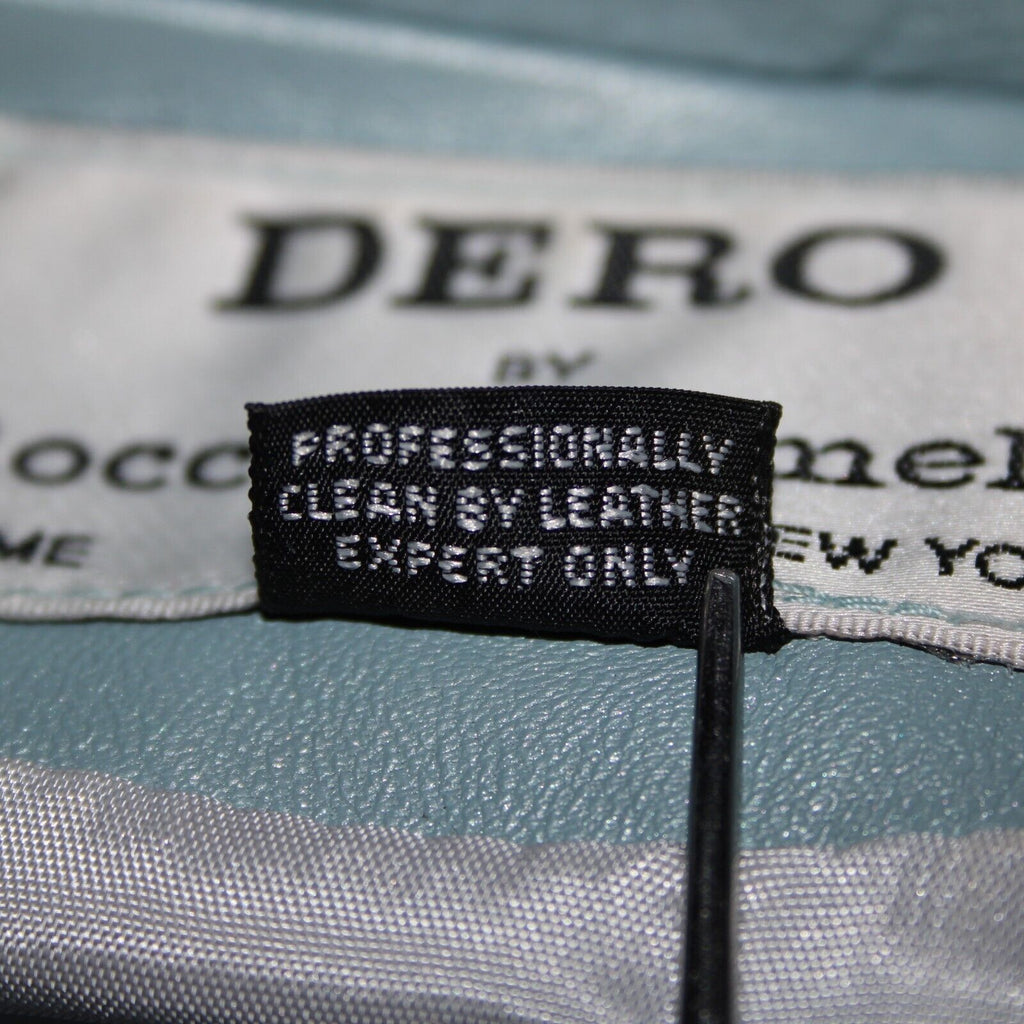 DERO
BY
PROFESSIONALLY
CLEAN BY LEATHER
EXPERT ONLY